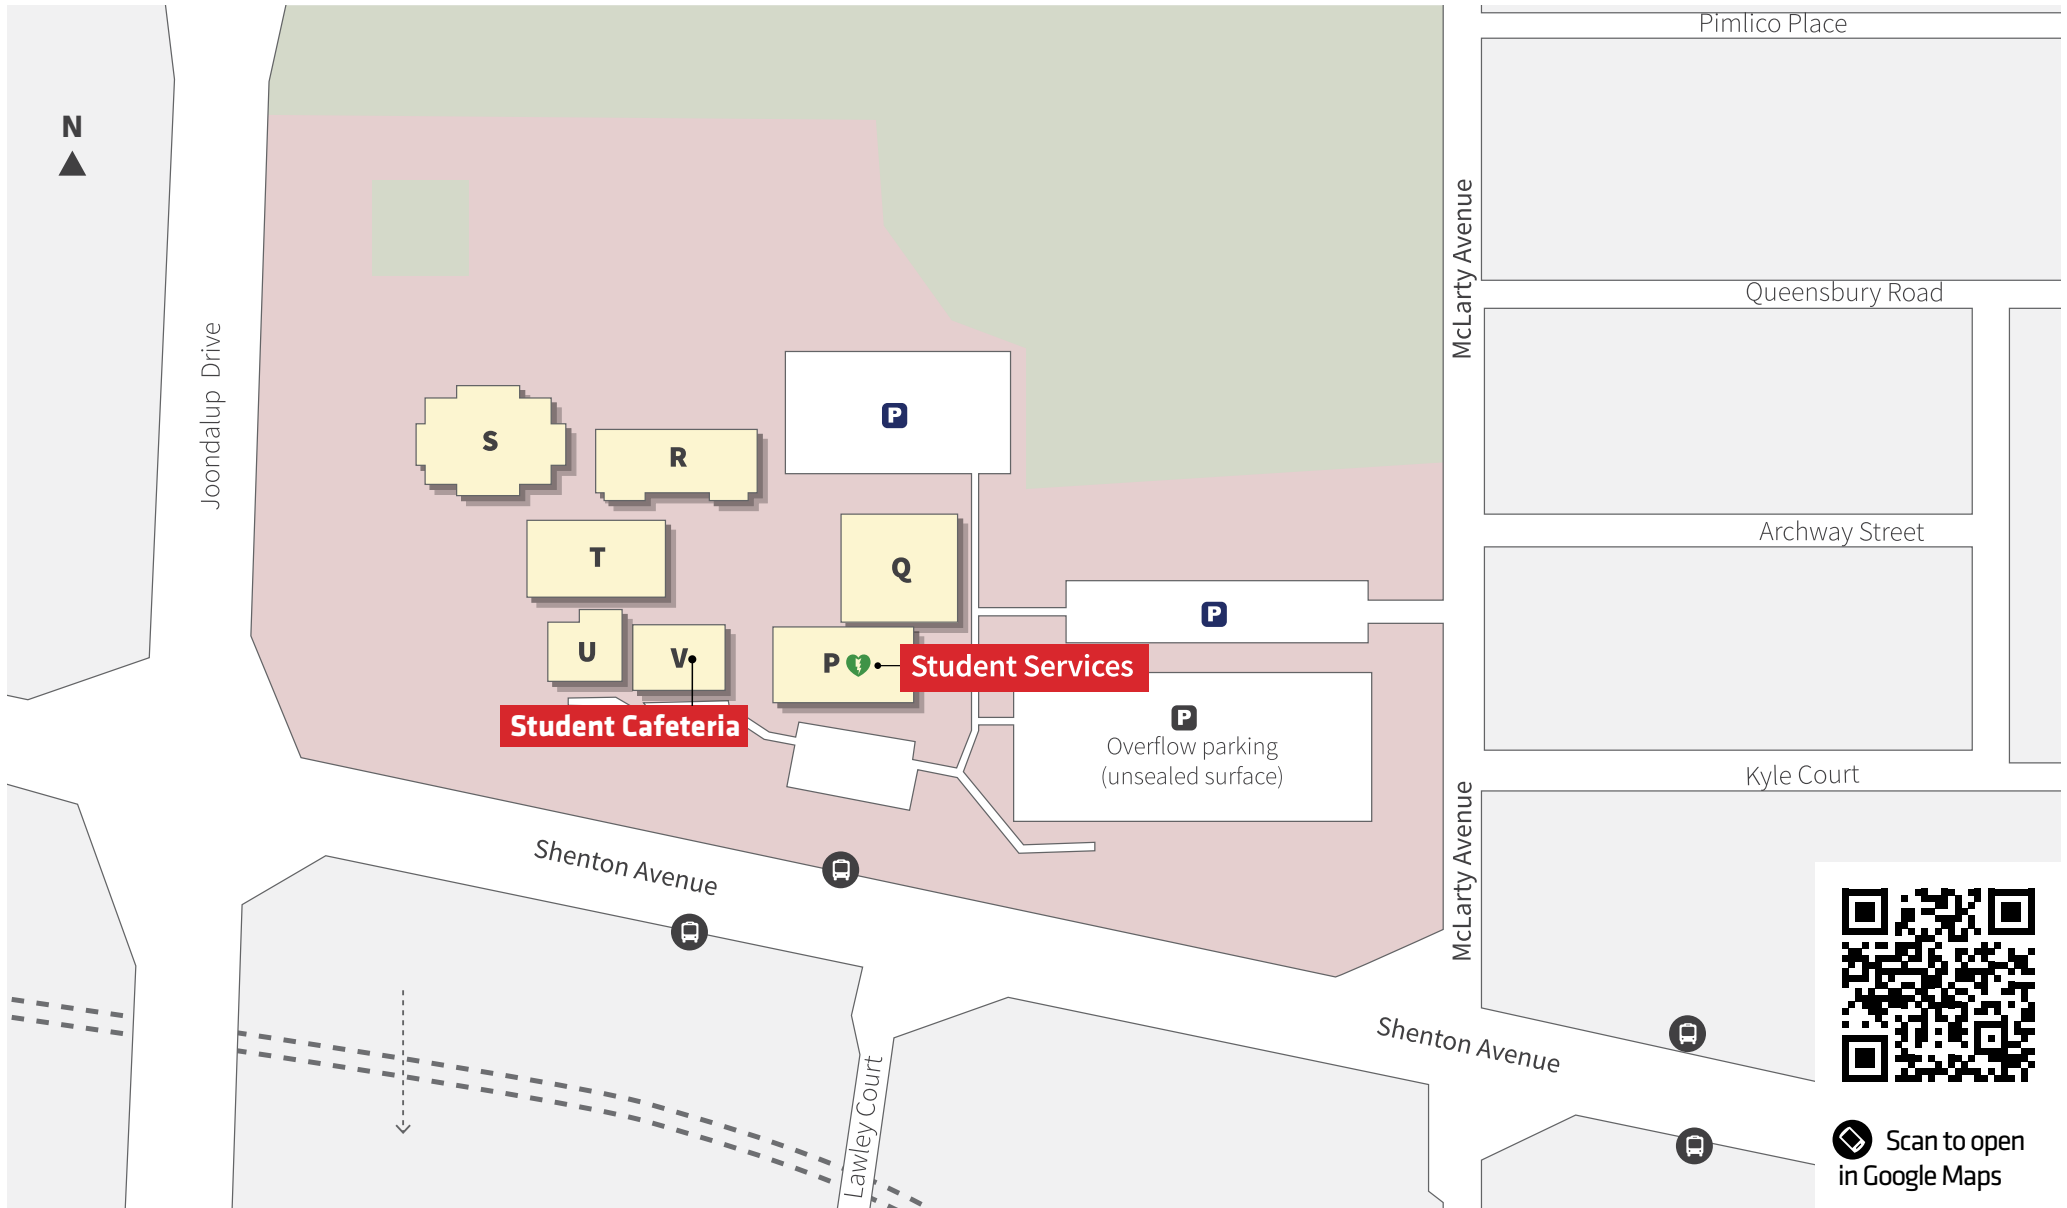 Pimlico Place
N
McLarty Avenue
Queensbury Road
Joondalup Drive
P
S
R
Archway Street
T
Q
P
U
V
P
Student Services
Student Cafeteria
P
Overflow parking
(unsealed surface)
Kyle Court
McLarty Avenue
Shenton Avenue
Shenton Avenue
Lawley Court
Scan to open
in Google Maps